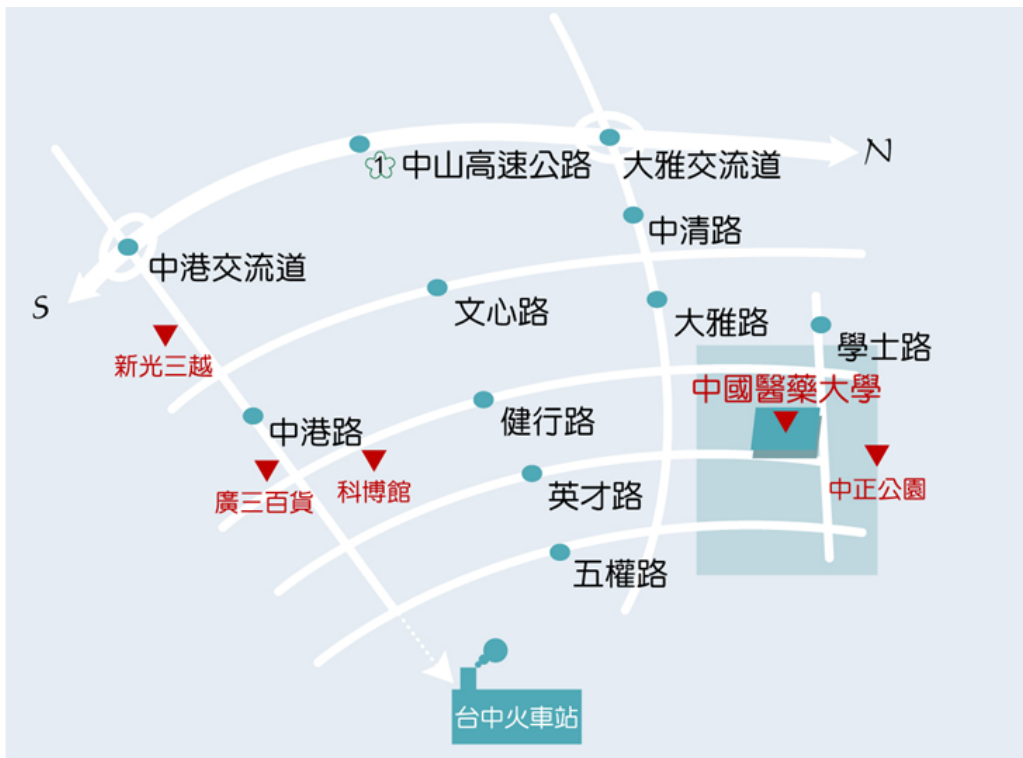 N
1 中山高速公路
大雅交流道
中清路
中港交流道
S
文心路
大雅路
學士路
新光三越
中國醫藥大學
中港路
健行路
廣三百貨
科博館
英才路
中正公園
五權路
台中火車站